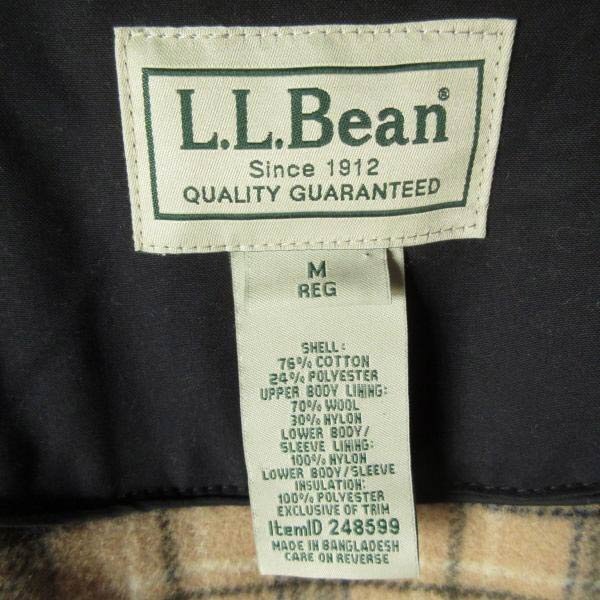 L.L.Bean®
Since 1912
QUALITY GUARANTEED
M
REG
SHELL:
76% COTTON
24% POLYESTER
UPPER BODY LINING:
70% WOOL
30% NYLON
LOWER BODY/
SLEEVE LINING:
100% NYLON
LOWER BODY/SLEEVE
INSULATION:
100% POLYESTER
EXCLUSIVE OF TRIM
ItemID 248599
MADE IN BANGLADESH
CARE ON REVERSE